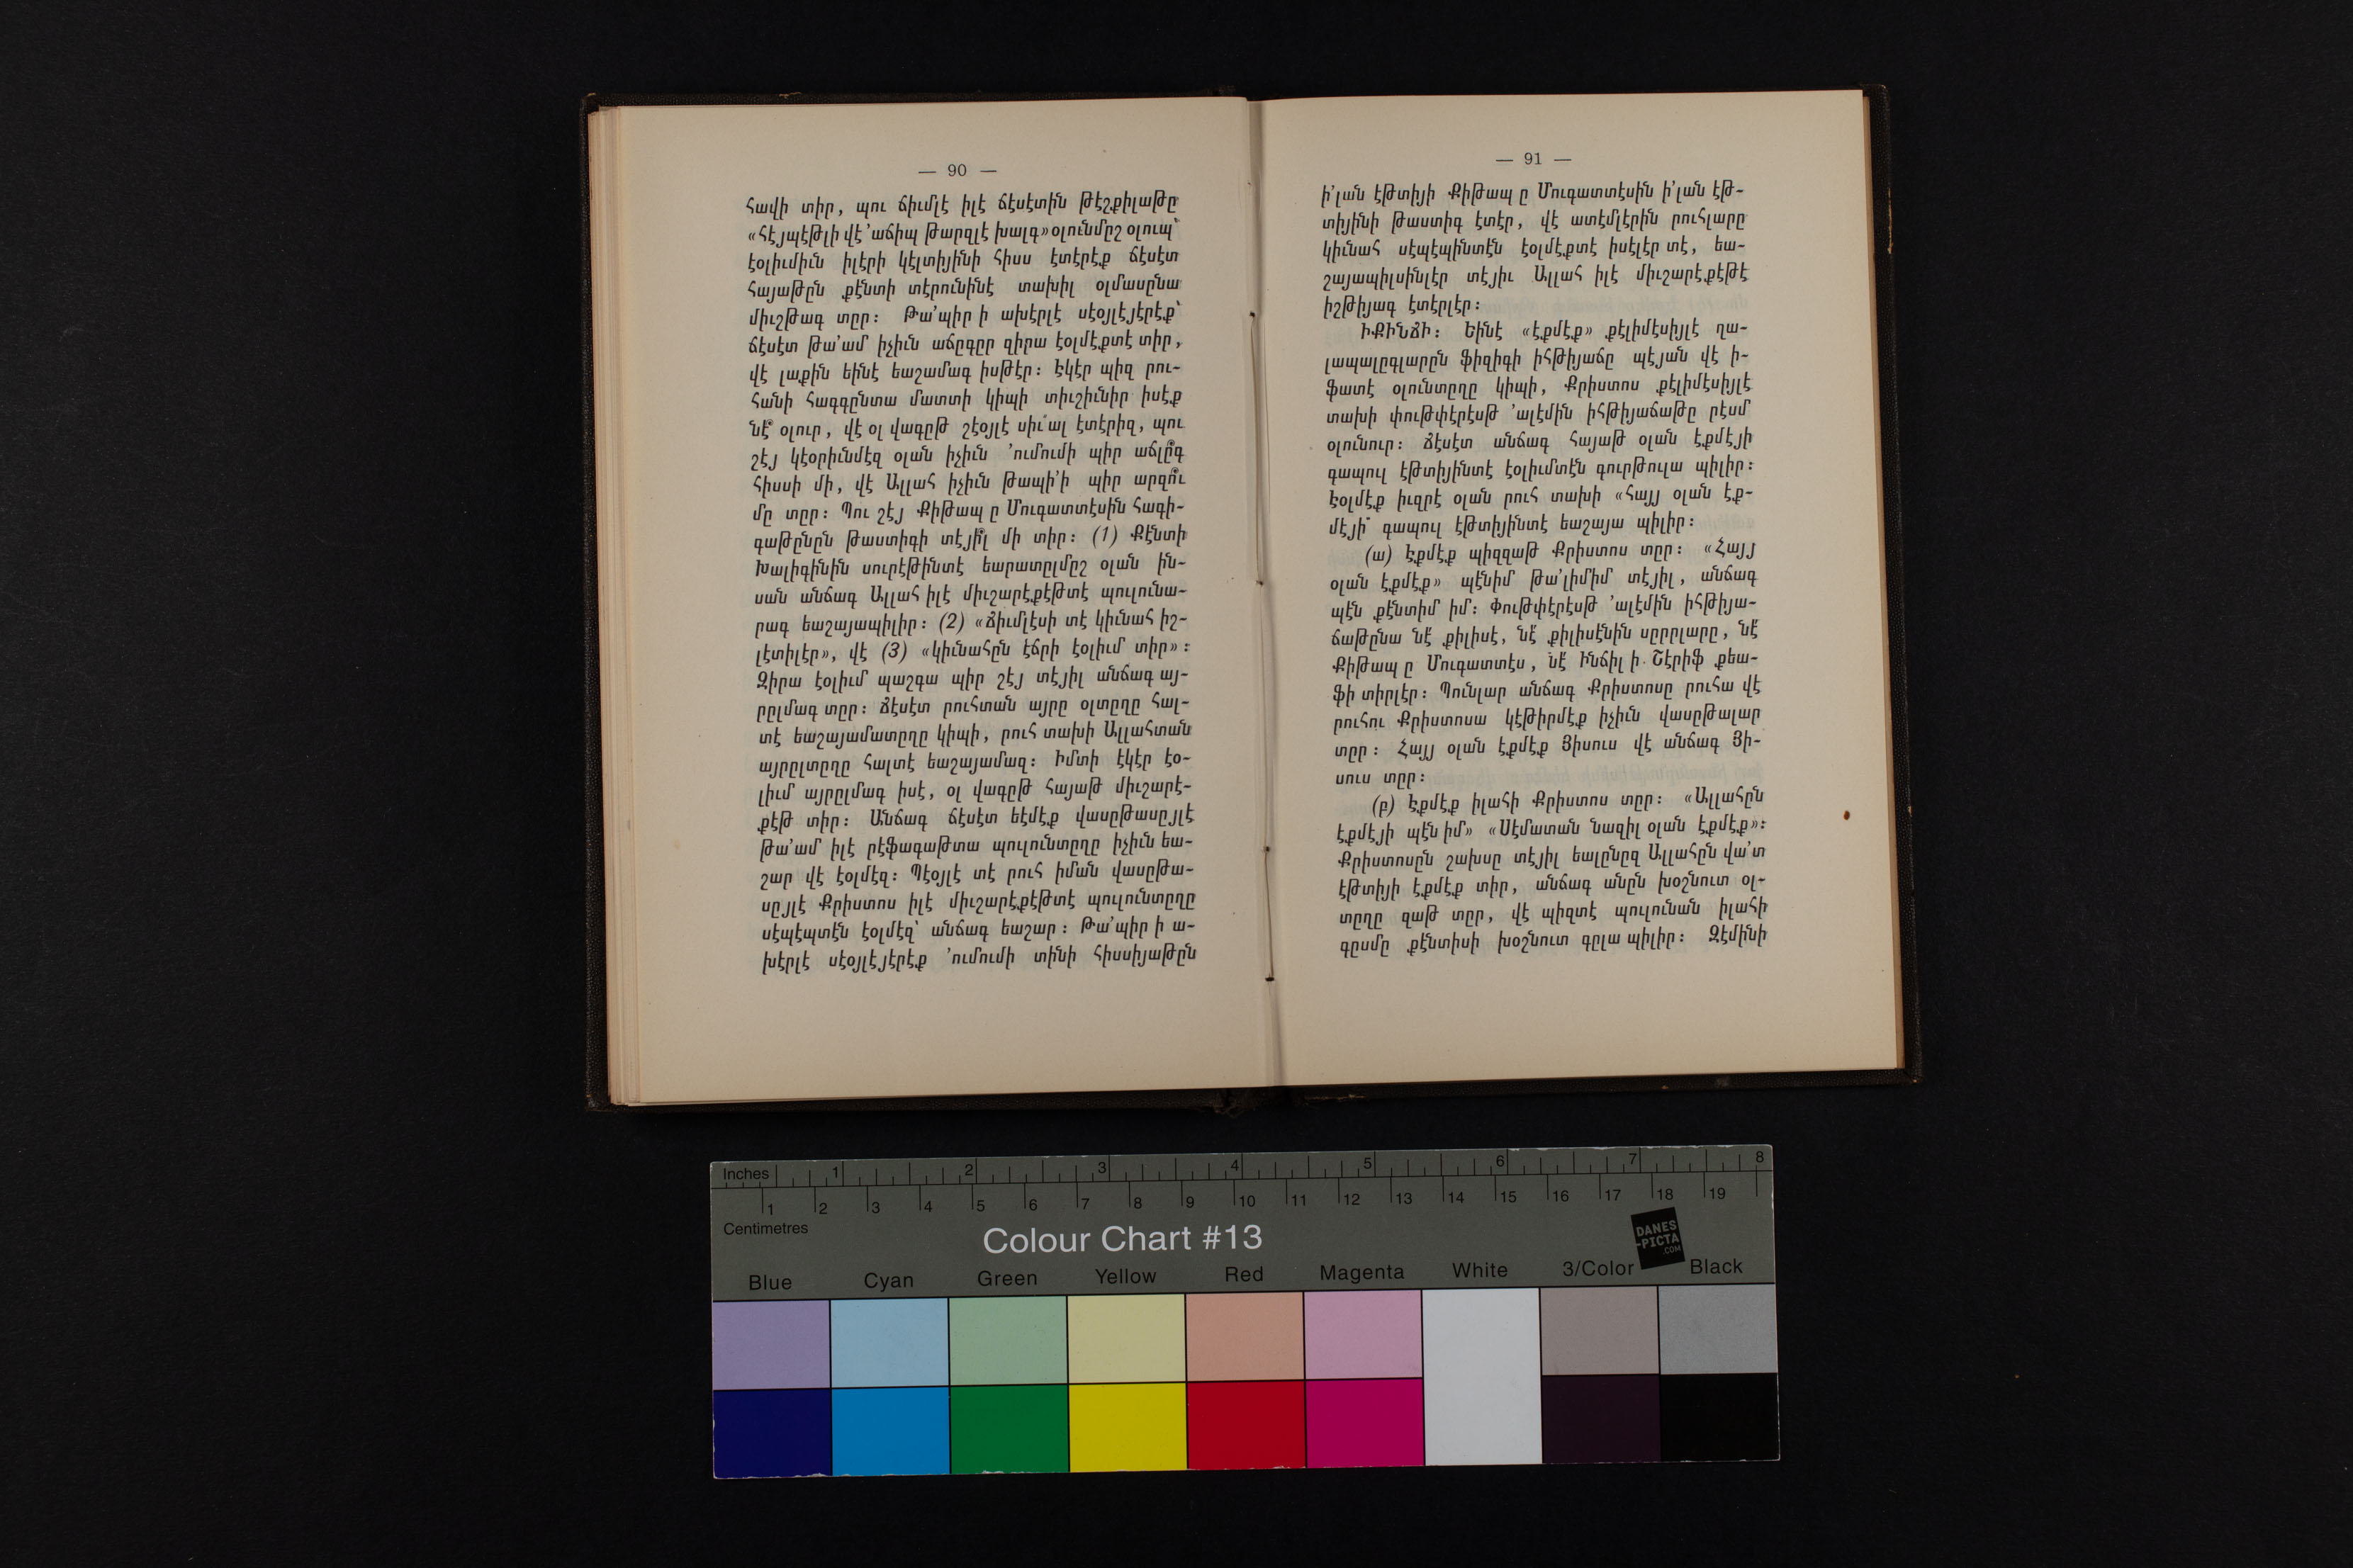 — 90 —
հավի տիր, պու ճիւմլէ իլէ ճէսէտին թէշքիլաթը
«հէյպէթլի վէ ’աճիպ թարզլէ խալգ» օլունմըշ օլուպ՝
էօլիւմիւն իլէրի կէլտիյինի հիսս էտէրէք ճէսէտ
հայաթըն քէնտի տէրունինէ տախիլ օլմասընա
միւշթագ տըր։ Թա՚պիր ի ախէրլէ սէօյլէյէրէք՝
ճէսէտ թա՚ամ իչիւն աճըգըր զիրա էօլմէքտէ տիր,
վէ լաքին եինէ եաշամագ իսթէր։ Էկէր պիզ րու-
հանի հագգընտա մատտի կիպի տիւշիւնիր իսէք
նէ՞ օլուր, վէ օլ վագըթ շէօյլէ սիւ՚ալ էտէրիզ, պու
շէյ կէօրիւնմէզ օլան իչիւն ’ումումի պիր աճլը՞գ
հիսսի մի, վէ Ալլահ իչիւն թապի՚ի պիր արզո՞ւ
մը տըր։ Պու շէյ Քիթապ ը Մուգատտէսին հագի-
գաթընըն թաստիգի տէյի՞լ մի տիր։ (1) Քէնտի
Խալիգինին սուրէթինտէ եարատըլմըշ օլան ին-
սան անճագ Ալլահ իլէ միւշարէքէթտէ պուլունա-
րագ եաշայապիլիր։ (2) «Ճիւմլէսի տէ կիւնահ իշ-
լէտիլէր», վէ (3) «կիւնահըն էճրի էօլիւմ տիր»։
Զիրա էօլիւմ պաշգա պիր շէյ տէյիլ անճագ այ-
րըլմագ տըր։ Ճէսէտ րուհտան այրը օլտըղը հալ-
տէ եաշայամատըղը կիպի, րուհ տախի Ալլահտան
այրըլտըղը հալտէ եաշայամազ։ Իմտի էկէր էօ-
լիւմ այրըլմագ իսէ, օլ վագըթ հայաթ միւշարէ-
քէթ տիր։ Անճագ ճէսէտ եէմէք վասըթասըյլէ
թա՚ամ իլէ րէֆագաթտա պուլունտըղը իչիւն եա-
շար վէ էօլմէզ։ Պէօյլէ տէ րուհ իման վասըթա-
սըյլէ Քրիստոս իլէ միւշարէքէթտէ պուլունտըղը
սէպէպտէն էօլմէզ՝ անճագ եաշար։ Թա՚պիր ի ա-
խէրլէ սէօյլէյէրէք ’ումումի տինի հիսսիյաթըն
— 91 —
ի՚լան էթտիյի Քիթապ ը Մուգատտէսին ի՚լան էթ-
տիյինի թաստիգ էտէր, վէ ատէմլէրին րուհլարը
կիւնահ սէպէպինտէն էօլմէքտէ իսէլէր տէ, եա-
շայապիլսինլէր տէյիւ Ալլահ իլէ միւշարէքէթէ
իշթիյագ էտէրլէր։
ԻՔԻՆՃԻ։ Եինէ «էքմէք» քէլիմէսիյլէ ղա-
լապալըգլարըն ֆիզիգի իհթիյաճը պէյան վէ ի-
ֆատէ օլունտըղը կիպի, Քրիստոս քէլիմէսիյլէ
տախի փութփէրէսթ ’ալէմին իհթիյաճաթը րէսմ
օլունուր։ Ճէսէտ անճագ հայաթ օլան էքմէյի
գապուլ էթտիյինտէ էօլիւմտէն գուրթուլա պիլիր։
Էօլմէք իւզրէ օլան րուհ տախի «հայյ օլան էք-
մէյի՞ գապուլ էթտիյինտէ եաշայա պիլիր։
(ա) Էքմէք պիզզաթ Քրիստոս տըր։ «Հայյ
օլան էքմէք» պէնիմ թա՚լիմիմ տէյիլ, անճագ
պէն քէնտիմ իմ։ Փութփէրէսթ ’ալէմին իհթիյա-
ճաթընա նէ՛ քիլիսէ, նէ՛ քիլիսէնին սըրըլարը, նէ՛
Քիթապ ը Մուգատտէս, նէ՛ Ինճիլ ի Շէրիֆ քեա-
ֆի տիրլէր։ Պունլար անճագ Քրիստոսը րուհա վէ
րուհու Քրիստոսա կէթիրմէք իչիւն վասըթալար
տըր։ Հայյ օլան էքմէք Յիսուս վէ անճագ Յի-
սուս տըր։
(բ) Էքմէք իլահի Քրիստոս տըր։ «Ալլահըն
էքմէյի պէն իմ» «Սէմատան նազիլ օլան էքմէք»։
Քրիստոսըն շախսը տէյիլ եալընըզ Ալլահըն վա՚տ
էթտիյի էքմէք տիր, անճագ անըն խօշնուտ օլ-
տըղը զաթ տըր, վէ պիզտէ պուլունան իլահի
գըսմը քէնտիսի խօշնուտ գըլա պիլիր։ Զէմինի
Inches 1 2 3 4 5 6 7 8
1 2 3 4 5 6 7 8 9 10 11 12 13 14 15 16 17 18 19
Centimetres
Colour Chart #13
DANES
-PICTA
.COM
Blue Cyan Green Yellow Red Magenta White 3/Color Black